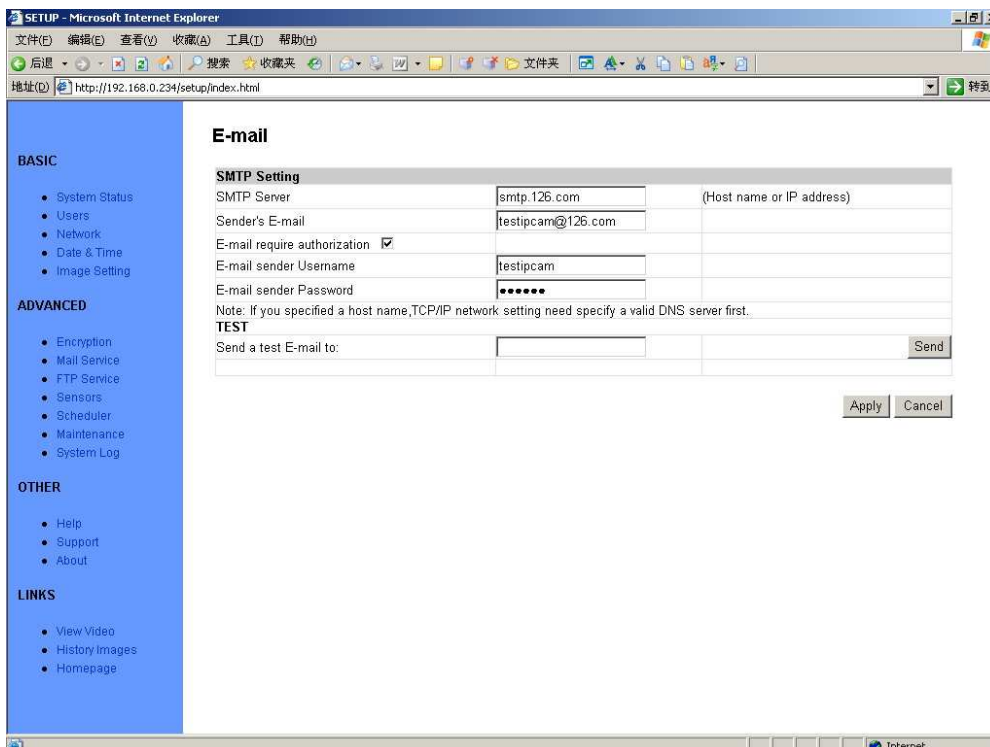 SETUP - Microsoft Internet Explorer
文件(F) 编辑(E) 查看(V) 收藏(A) 工具(T) 帮助(H)
后退 搜索 收藏夹 文件夹
地址(D) http://192.168.0.234/setup/index.html 转到
BASIC
System Status
Users
Network
Date & Time
Image Setting
ADVANCED
Encryption
Mail Service
FTP Service
Sensors
Scheduler
Maintenance
System Log
OTHER
Help
Support
About
LINKS
View Video
History Images
Homepage
E-mail
SMTP Setting
SMTP Server smtp.126.com (Host name or IP address)
Sender's E-mail testipcam@126.com
E-mail require authorization
E-mail sender Username testipcam
E-mail sender Password ●●●●●●
Note: If you specified a host name,TCP/IP network setting need specify a valid DNS server first.
TEST
Send a test E-mail to: Send
Apply Cancel
Internet